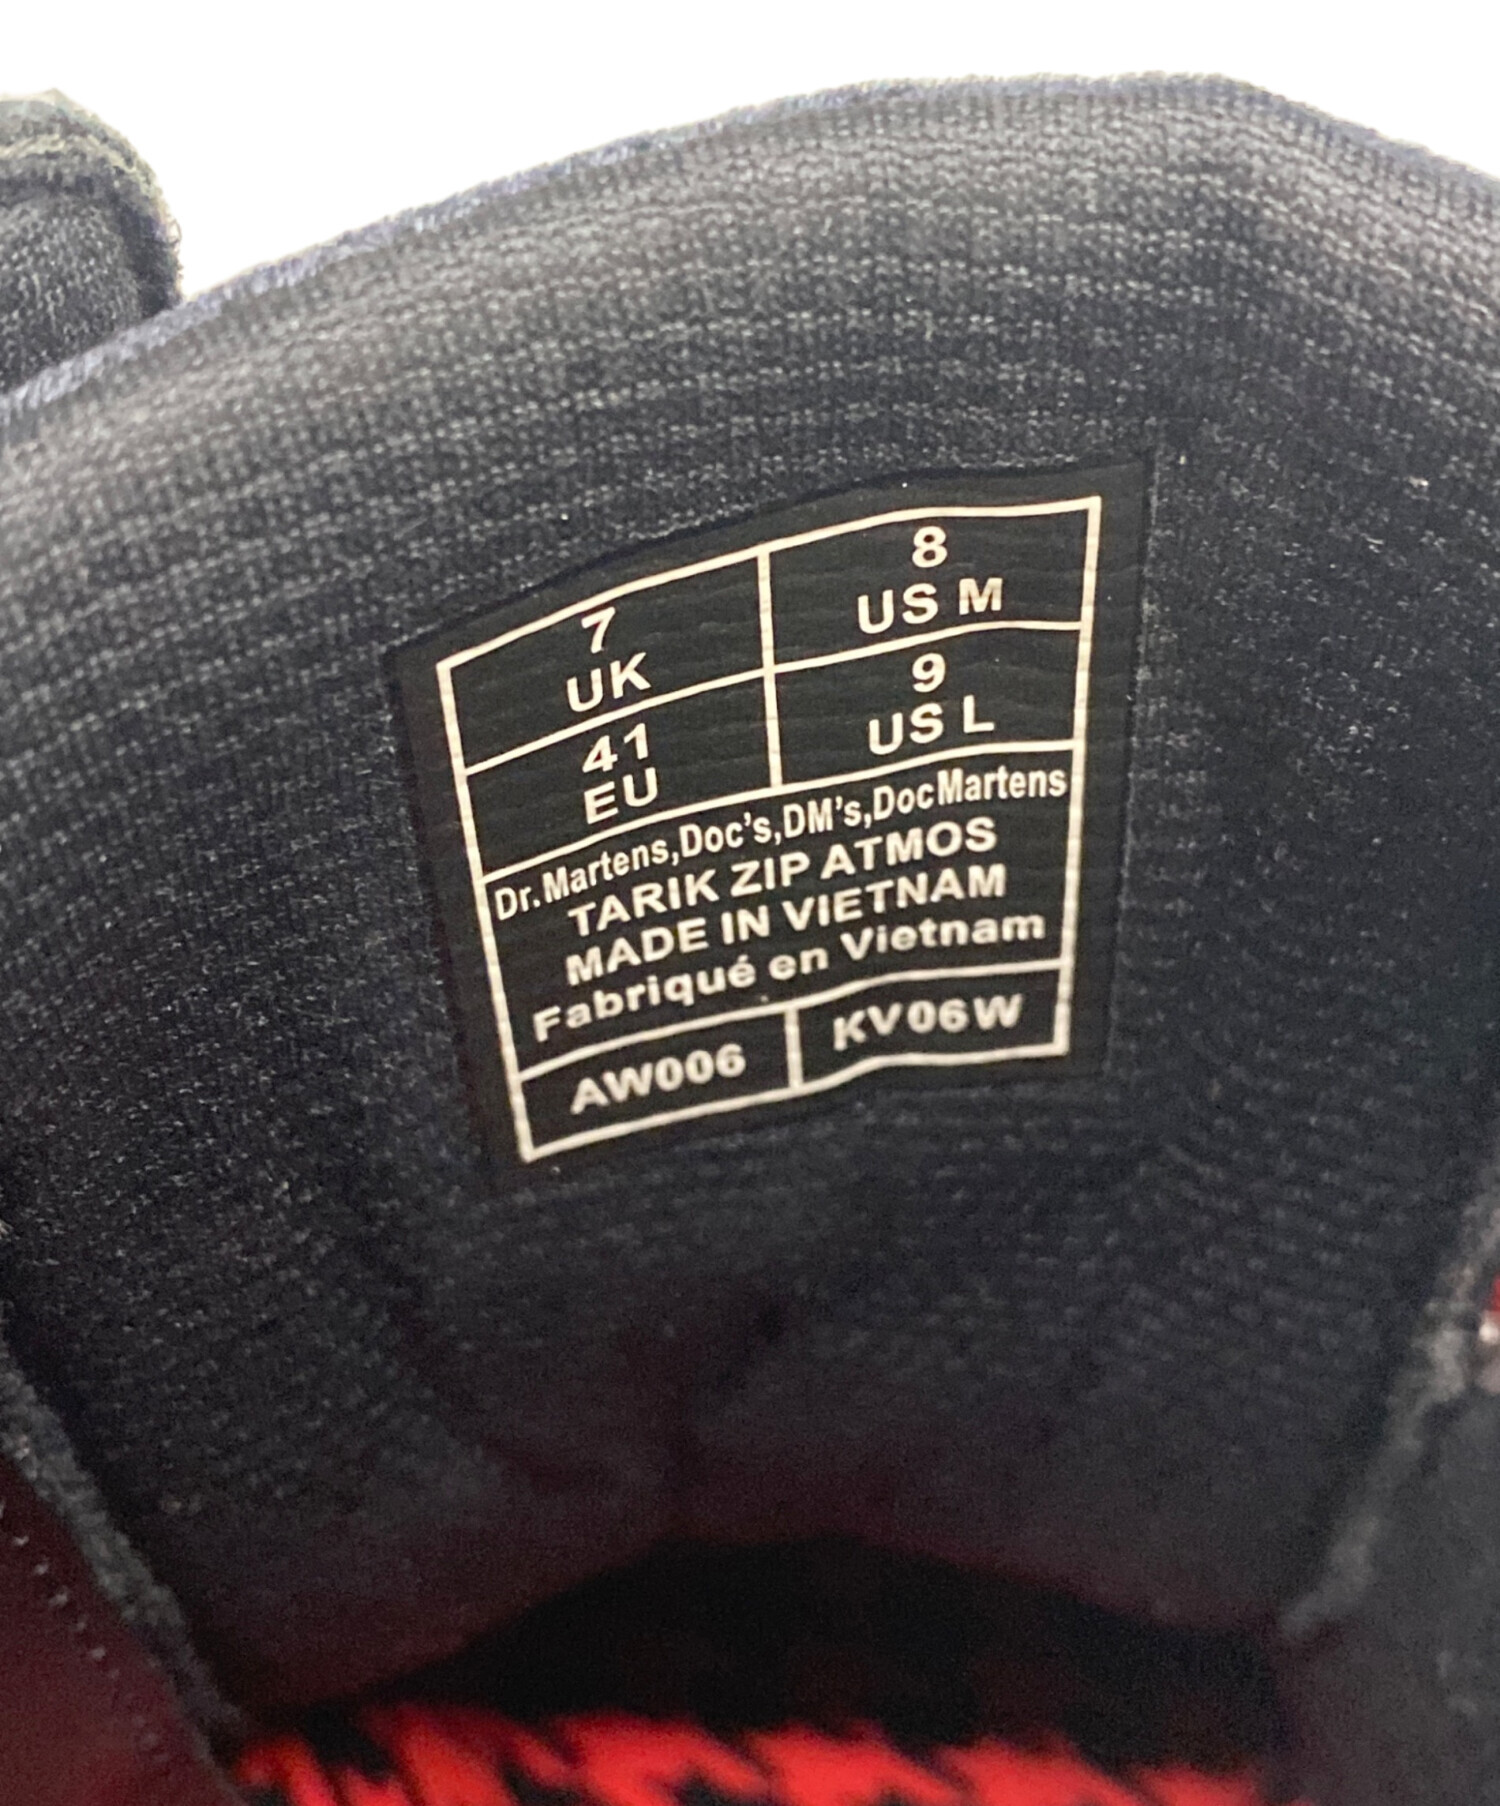 7
UK
8
US M
41
EU
9
US L
Dr.Martens,Doc's,DM's,DocMartens
TARIK ZIP ATMOS
MADE IN VIETNAM
Fabriqué en Vietnam
AW006
KV06W